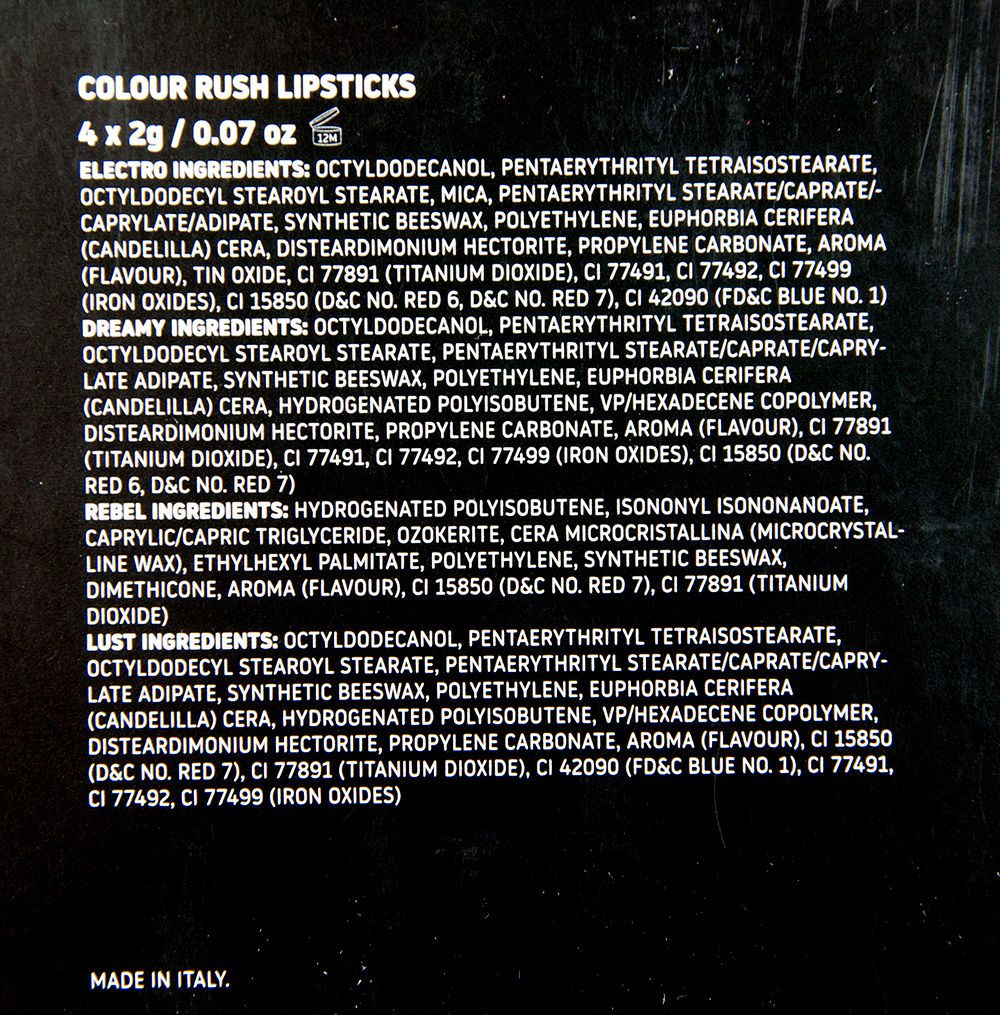 COLOUR RUSH LIPSTICKS
4 x 2g / 0.07 oz 12M
ELECTRO INGREDIENTS: OCTYLDODECANOL, PENTAERYTHRITYL TETRAISOSTEARATE,
OCTYLDODECYL STEAROYL STEARATE, MICA, PENTAERYTHRITYL STEARATE/CAPRATE/-
CAPRYLATE/ADIPATE, SYNTHETIC BEESWAX, POLYETHYLENE, EUPHORBIA CERIFERA
(CANDELILLA) CERA, DISTEARDIMONIUM HECTORITE, PROPYLENE CARBONATE, AROMA
(FLAVOUR), TIN OXIDE, CI 77891 (TITANIUM DIOXIDE), CI 77491, CI 77492, CI 77499
(IRON OXIDES), CI 15850 (D&C NO. RED 6, D&C NO. RED 7), CI 42090 (FD&C BLUE NO. 1)
DREAMY INGREDIENTS: OCTYLDODECANOL, PENTAERYTHRITYL TETRAISOSTEARATE,
OCTYLDODECYL STEAROYL STEARATE, PENTAERYTHRITYL STEARATE/CAPRATE/CAPRY-
LATE ADIPATE, SYNTHETIC BEESWAX, POLYETHYLENE, EUPHORBIA CERIFERA
(CANDELILLA) CERA, HYDROGENATED POLYISOBUTENE, VP/HEXADECENE COPOLYMER,
DISTEARDIMONIUM HECTORITE, PROPYLENE CARBONATE, AROMA (FLAVOUR), CI 77891
(TITANIUM DIOXIDE), CI 77491, CI 77492, CI 77499 (IRON OXIDES), CI 15850 (D&C NO.
RED 6, D&C NO. RED 7)
REBEL INGREDIENTS: HYDROGENATED POLYISOBUTENE, ISONONYL ISONONANOATE,
CAPRYLIC/CAPRIC TRIGLYCERIDE, OZOKERITE, CERA MICROCRISTALLINA (MICROCRYSTAL-
LINE WAX), ETHYLHEXYL PALMITATE, POLYETHYLENE, SYNTHETIC BEESWAX,
DIMETHICONE, AROMA (FLAVOUR), CI 15850 (D&C NO. RED 7), CI 77891 (TITANIUM
DIOXIDE)
LUST INGREDIENTS: OCTYLDODECANOL, PENTAERYTHRITYL TETRAISOSTEARATE,
OCTYLDODECYL STEAROYL STEARATE, PENTAERYTHRITYL STEARATE/CAPRATE/CAPRY-
LATE ADIPATE, SYNTHETIC BEESWAX, POLYETHYLENE, EUPHORBIA CERIFERA
(CANDELILLA) CERA, HYDROGENATED POLYISOBUTENE, VP/HEXADECENE COPOLYMER,
DISTEARDIMONIUM HECTORITE, PROPYLENE CARBONATE, AROMA (FLAVOUR), CI 15850
(D&C NO. RED 7), CI 77891 (TITANIUM DIOXIDE), CI 42090 (FD&C BLUE NO. 1), CI 77491,
CI 77492, CI 77499 (IRON OXIDES)
MADE IN ITALY.